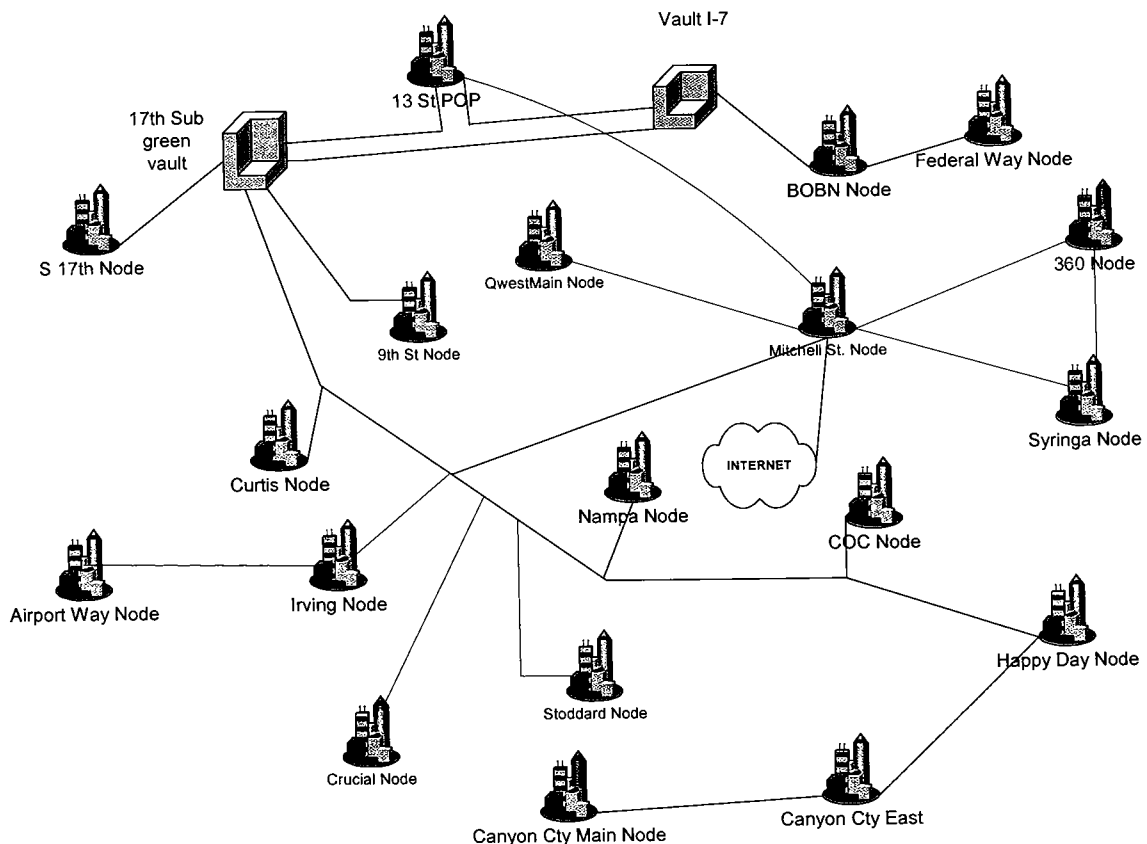 Vault I-7
13 St POP
17th Sub
green
vault
Federal Way Node
BOBN Node
S 17th Node
QwestMain Node
360 Node
9th St Node
Mitchell St. Node
Syringa Node
Curtis Node
INTERNET
Nampa Node
COC Node
Airport Way Node
Irving Node
Happy Day Node
Stoddard Node
Crucial Node
Canyon Cty Main Node
Canyon Cty East